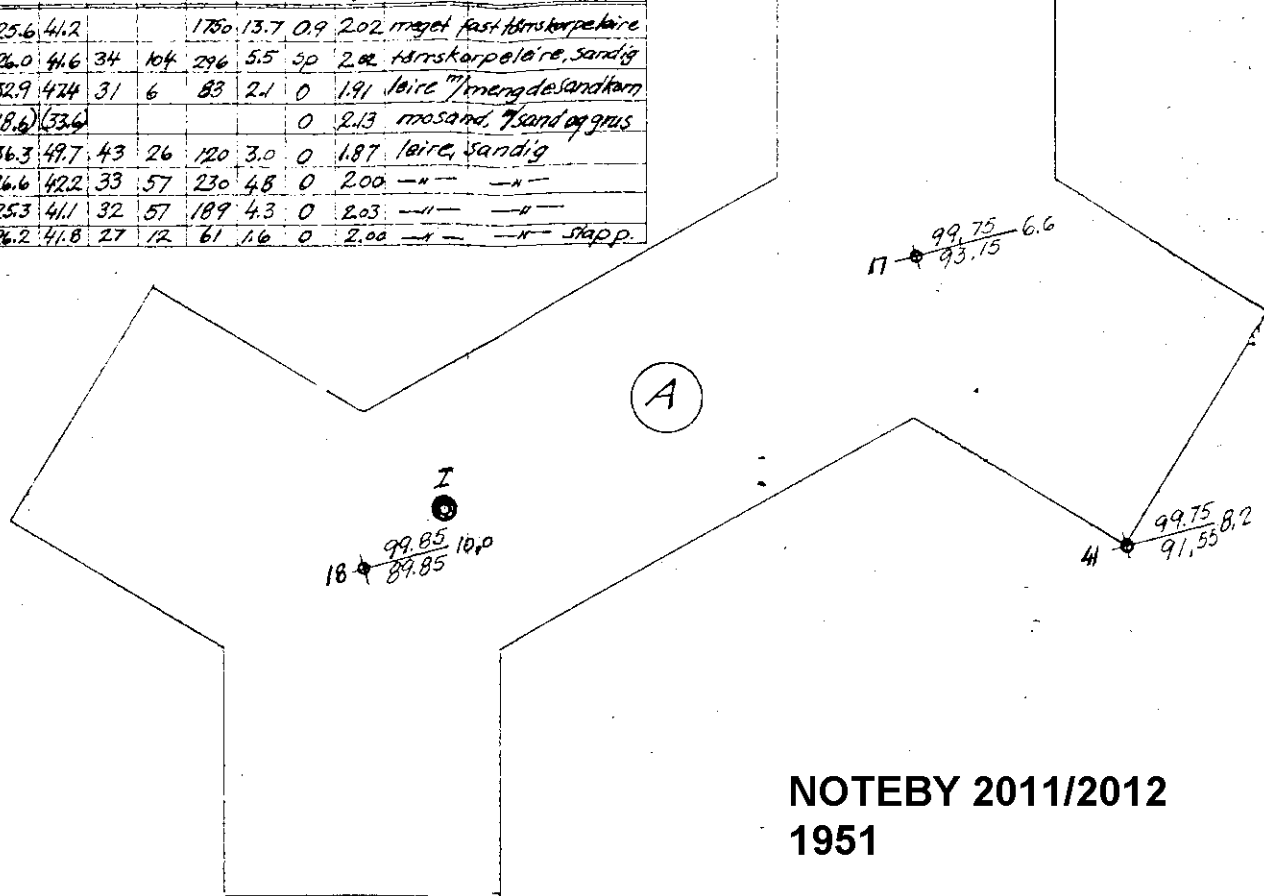 25.6 41.2 1750 13.7 0.9 2.02 meget fast tørrskorpeleire
26.0 41.6 34 104 296 5.5 sp 2.02 tørrskorpeleire, sandig
32.9 47.4 31 6 83 2.1 0 1.91 leire m/mengde sandkorn
8.6) (33.6) 0 2.13 mosand, m/sand og grus
36.3 49.7 43 26 120 3.0 0 1.87 leire, sandig
26.6 42.2 33 57 230 4.8 0 2.00 —"— —"—
25.3 41.1 32 57 189 4.3 0 2.03 —"— —"—
26.2 41.8 27 12 61 1.6 0 2.00 —"— —"— slapp.
17 99.75 6.6
93.15
A
I
18 99.85 10,0
89.85
41 99.75 8,2
91,55
NOTEBY 2011/2012
1951